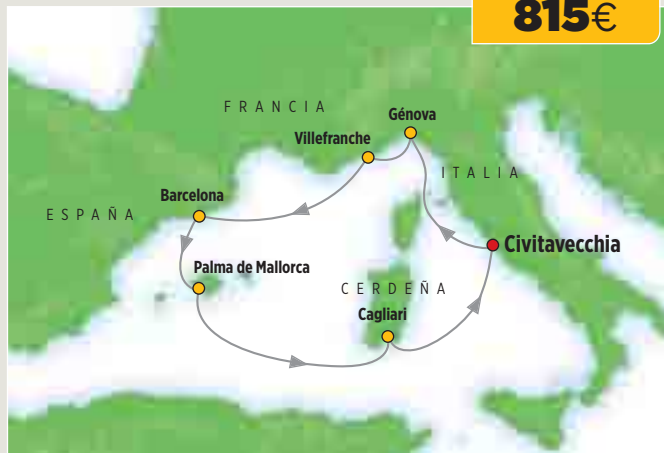 815€
FRANCIA
Génova
Villefranche
ITALIA
Barcelona
ESPAÑA
Civitavecchia
Palma de Mallorca
CERDEÑA
Cagliari